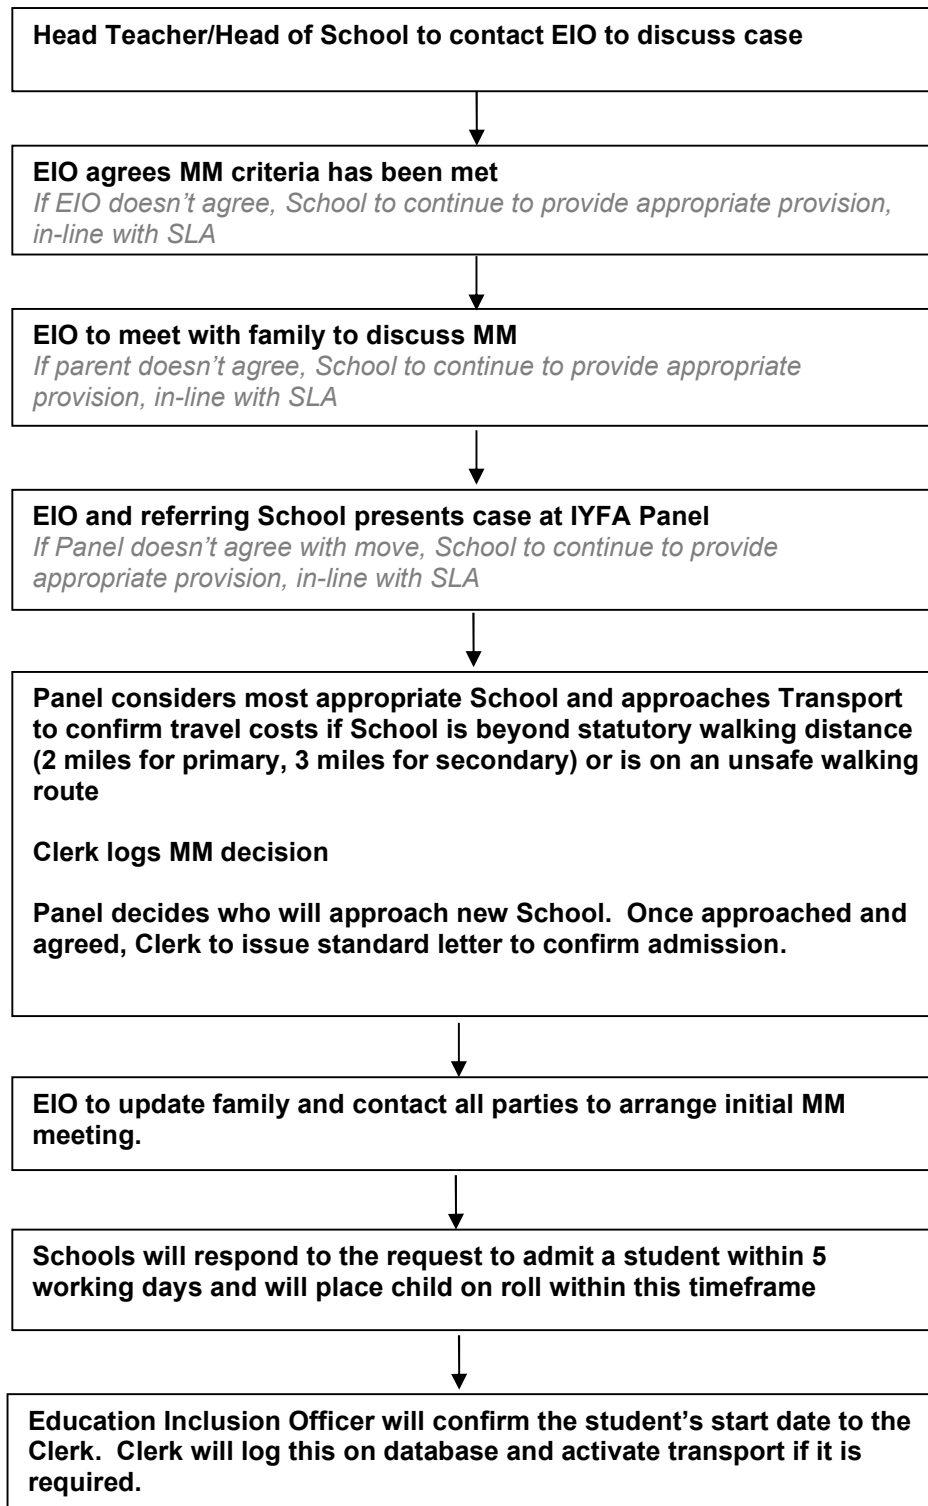 Head Teacher/Head of School to contact EIO to discuss case
EIO agrees MM criteria has been met
If EIO doesn’t agree, School to continue to provide appropriate provision,
in-line with SLA
EIO to meet with family to discuss MM
If parent doesn’t agree, School to continue to provide appropriate
provision, in-line with SLA
EIO and referring School presents case at IYFA Panel
If Panel doesn’t agree with move, School to continue to provide
appropriate provision, in-line with SLA
Panel considers most appropriate School and approaches Transport
to confirm travel costs if School is beyond statutory walking distance
(2 miles for primary, 3 miles for secondary) or is on an unsafe walking
route
Clerk logs MM decision
Panel decides who will approach new School.  Once approached and
agreed, Clerk to issue standard letter to confirm admission.
EIO to update family and contact all parties to arrange initial MM
meeting.
Schools will respond to the request to admit a student within 5
working days and will place child on roll within this timeframe
Education Inclusion Officer will confirm the student’s start date to the
Clerk.  Clerk will log this on database and activate transport if it is
required.